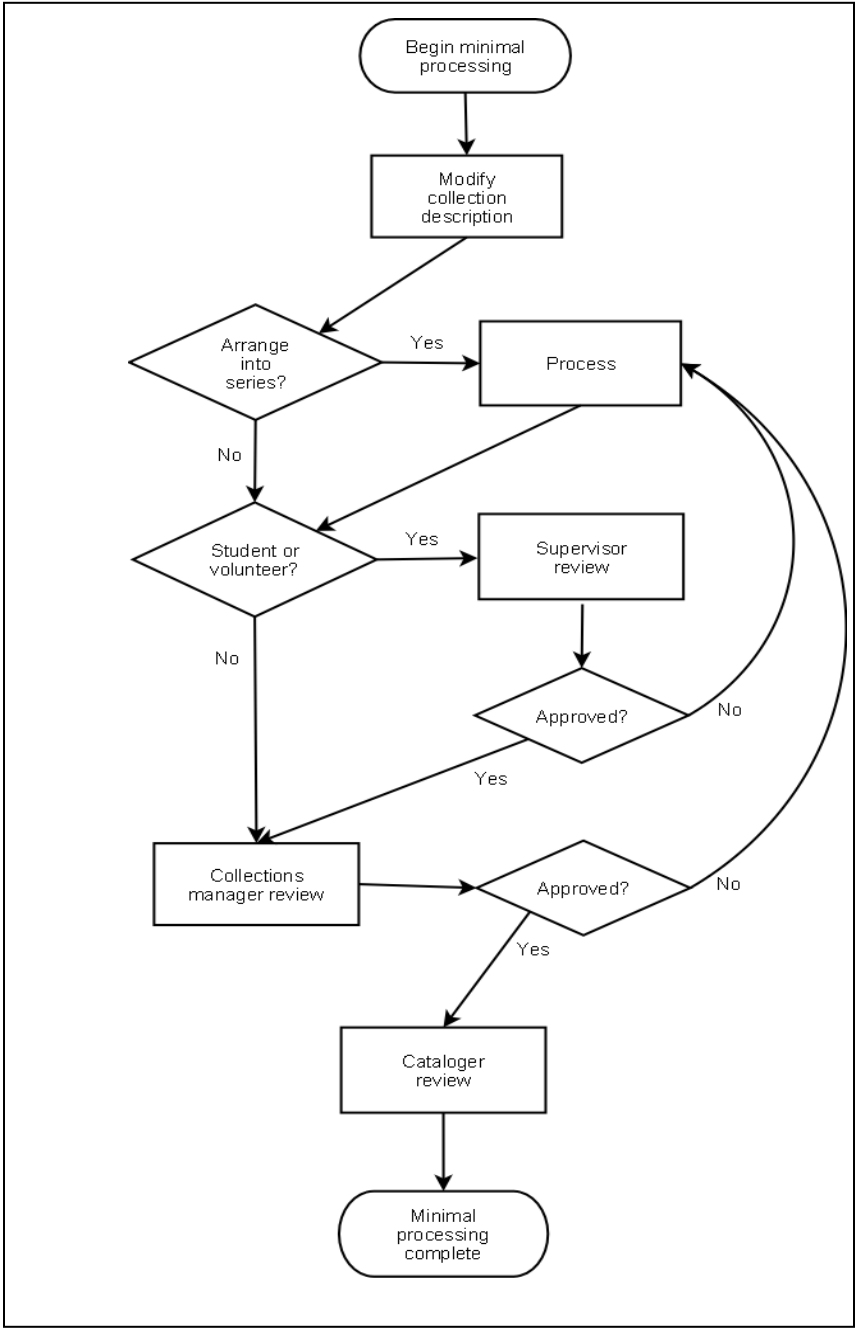 Begin minimal
processing
Modify
collection
description
Arrange
into
series?
Yes
Process
No
Student or
volunteer?
Yes
Supervisor
review
No
Approved?
No
Yes
Collections
manager review
Approved?
No
Yes
Cataloger
review
Minimal
processing
complete